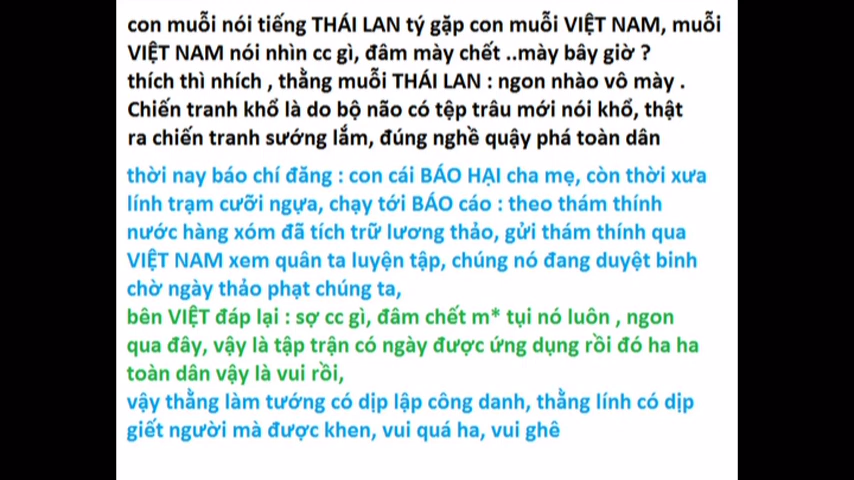 con muỗi nói tiếng THÁI LAN tý gặp con muỗi VIỆT NAM, muỗi
VIỆT NAM nói nhìn cc gì, đâm mày chết ..mày bây giờ ?
thích thì nhích , thằng muỗi THÁI LAN : ngon nhào vô mày .
Chiến tranh khổ là do bộ não có tệp trâu mới nói khổ, thật
ra chiến tranh sướng lắm, đúng nghề quậy phá toàn dân
thời nay báo chí đăng : con cái BÁO HẠI cha mẹ, còn thời xưa
lính trạm cưỡi ngựa, chạy tới BÁO cáo : theo thám thính
nước hàng xóm đã tích trữ lương thảo, gửi thám thính qua
VIỆT NAM xem quân ta luyện tập, chúng nó đang duyệt binh
chờ ngày thảo phạt chúng ta,
bên VIỆT đáp lại : sợ cc gì, đâm chết m* tụi nó luôn , ngon
qua đây, vậy là tập trận có ngày được ứng dụng rồi đó ha ha
toàn dân vậy là vui rồi,
vậy thằng làm tướng có dịp lập công danh, thằng lính có dịp
giết người mà được khen, vui quá ha, vui ghê